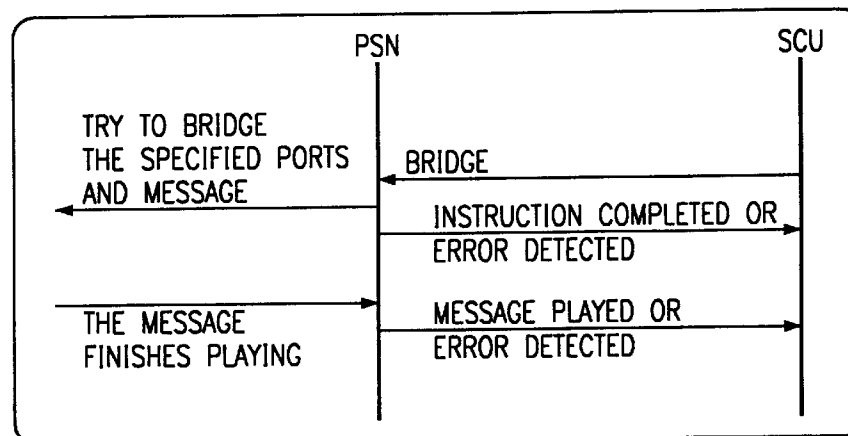 PSN
SCU
TRY TO BRIDGE
THE SPECIFIED PORTS
AND MESSAGE
BRIDGE
INSTRUCTION COMPLETED OR
ERROR DETECTED
THE MESSAGE
FINISHES PLAYING
MESSAGE PLAYED OR
ERROR DETECTED